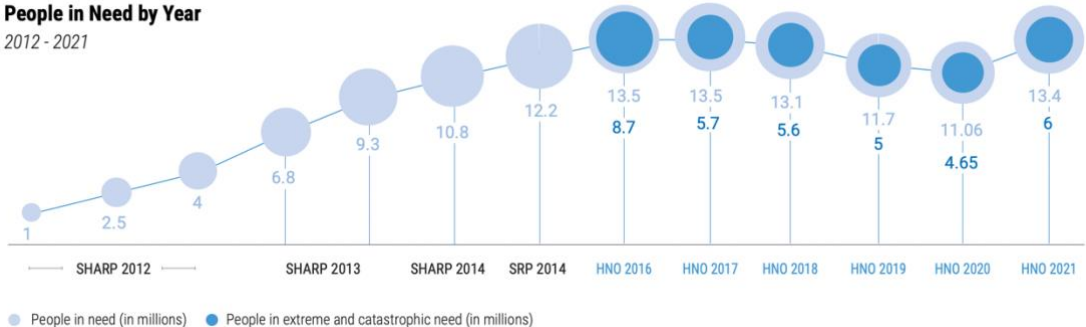 People in Need by Year
2012 - 2021
1
2.5
4
6.8
9.3
10.8
12.2
13.5
8.7
13.5
5.7
13.1
5.6
11.7
5
11.06
4.65
13.4
6
SHARP 2012
SHARP 2013
SHARP 2014
SRP 2014
HNO 2016
HNO 2017
HNO 2018
HNO 2019
HNO 2020
HNO 2021
People in need (in millions)
People in extreme and catastrophic need (in millions)